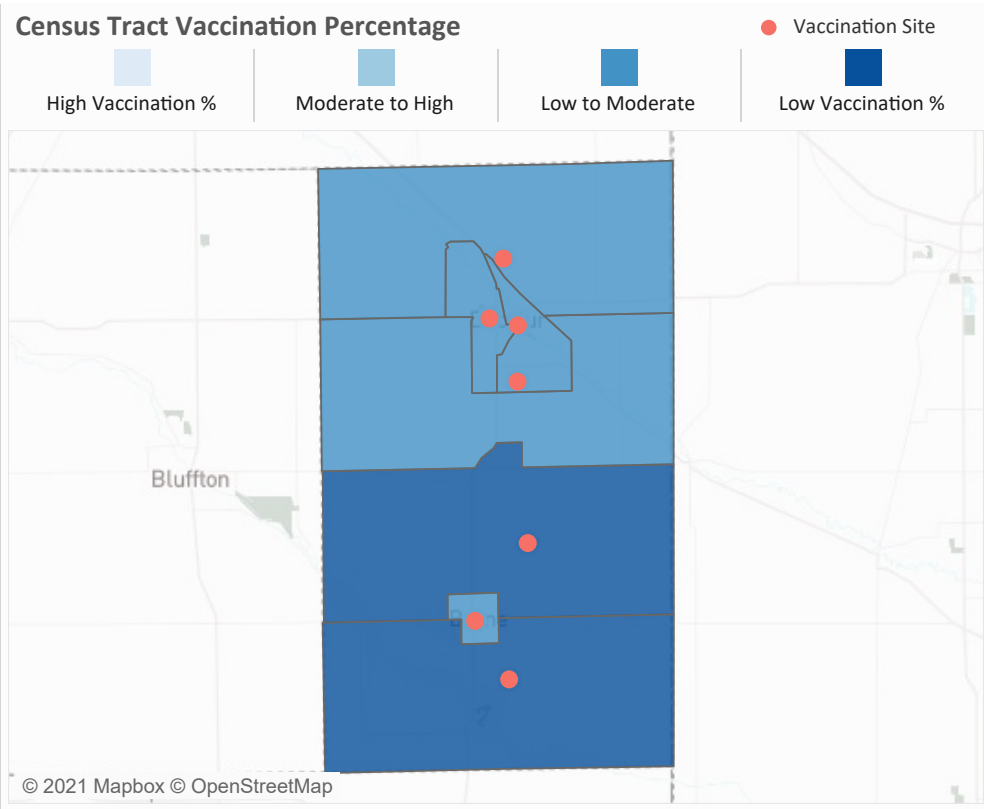 Census Tract Vaccination Percentage
Vaccination Site
High Vaccination %
Moderate to High
Low to Moderate
Low Vaccination %
Bluffton
© 2021 Mapbox © OpenStreetMap